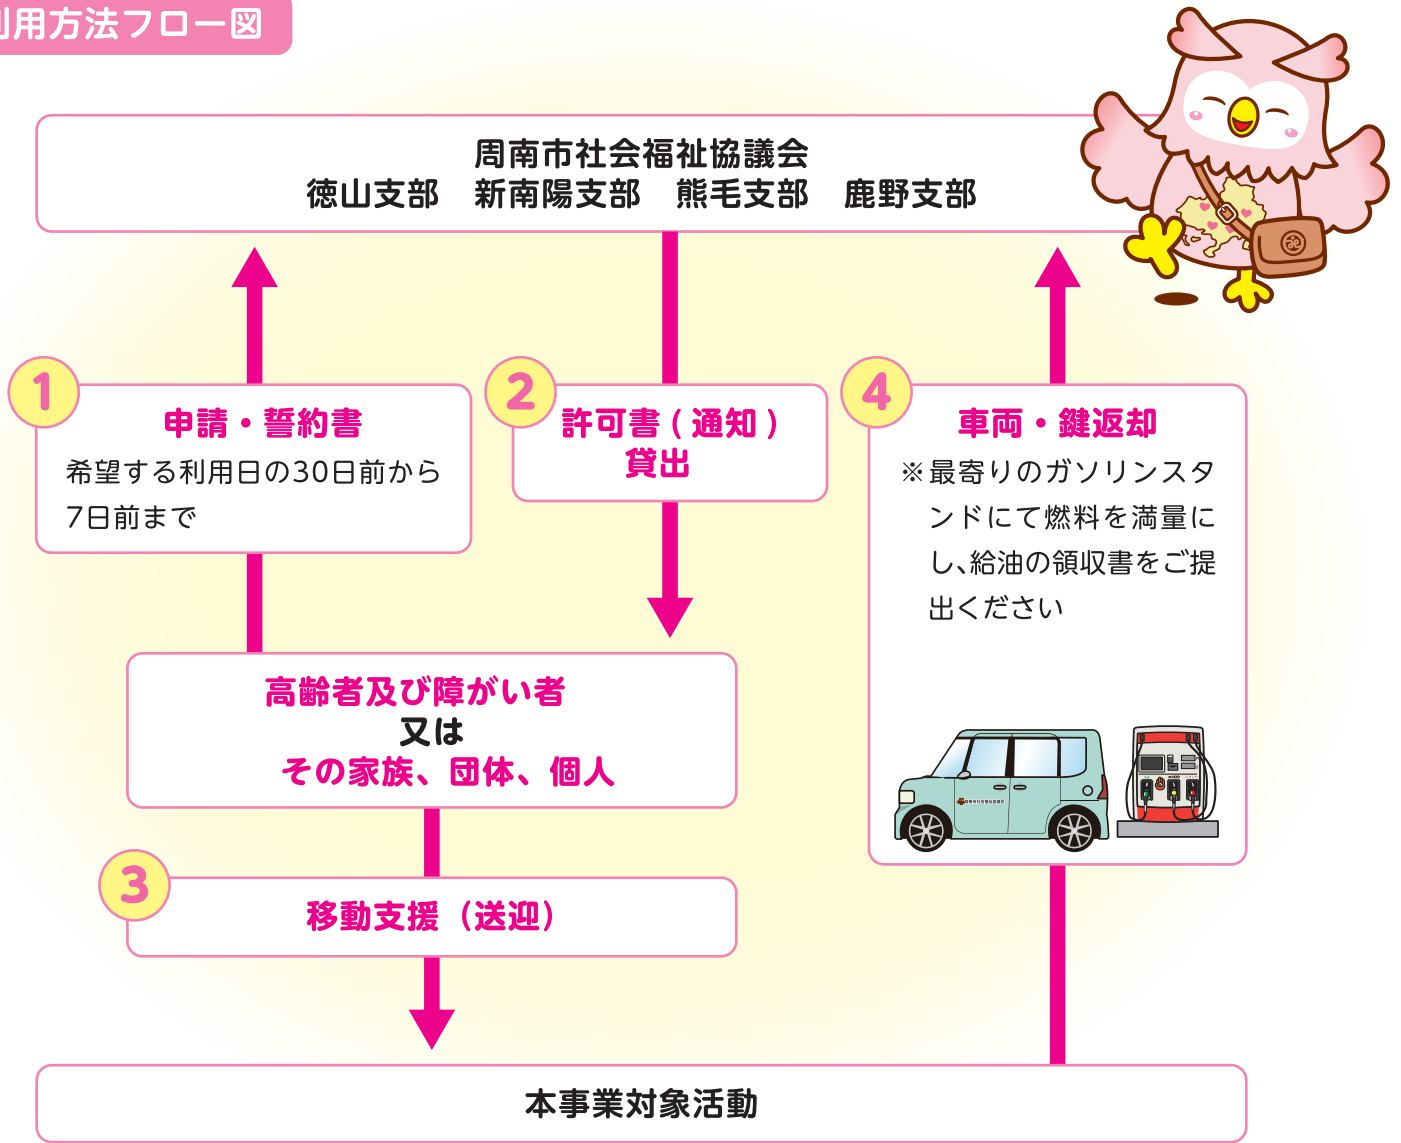 利用方法フロー図
周南市社会福祉協議会
徳山支部　新南陽支部　熊毛支部　鹿野支部
1
申請・誓約書
希望する利用日の30日前から
7日前まで
2
許可書（通知）
貸出
4
車両・鍵返却
※最寄りのガソリンスタ
ンドにて燃料を満量に
し、給油の領収書をご提
出ください
高齢者及び障がい者
又は
その家族、団体、個人
3
移動支援（送迎）
本事業対象活動